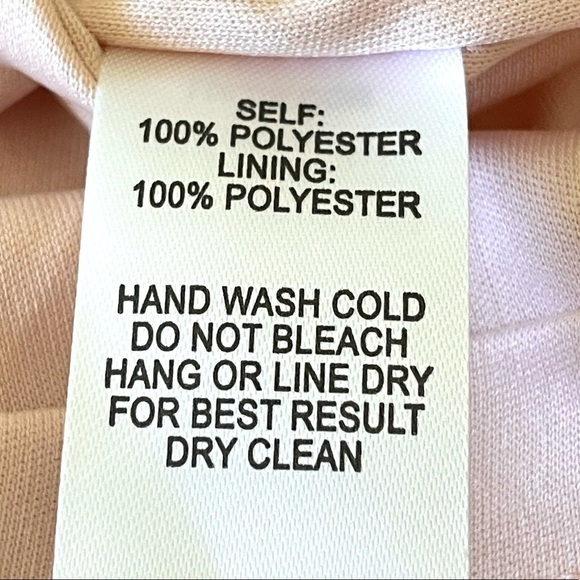 SELF:
100% POLYESTER
LINING:
100% POLYESTER
HAND WASH COLD
DO NOT BLEACH
HANG OR LINE DRY
FOR BEST RESULT
DRY CLEAN